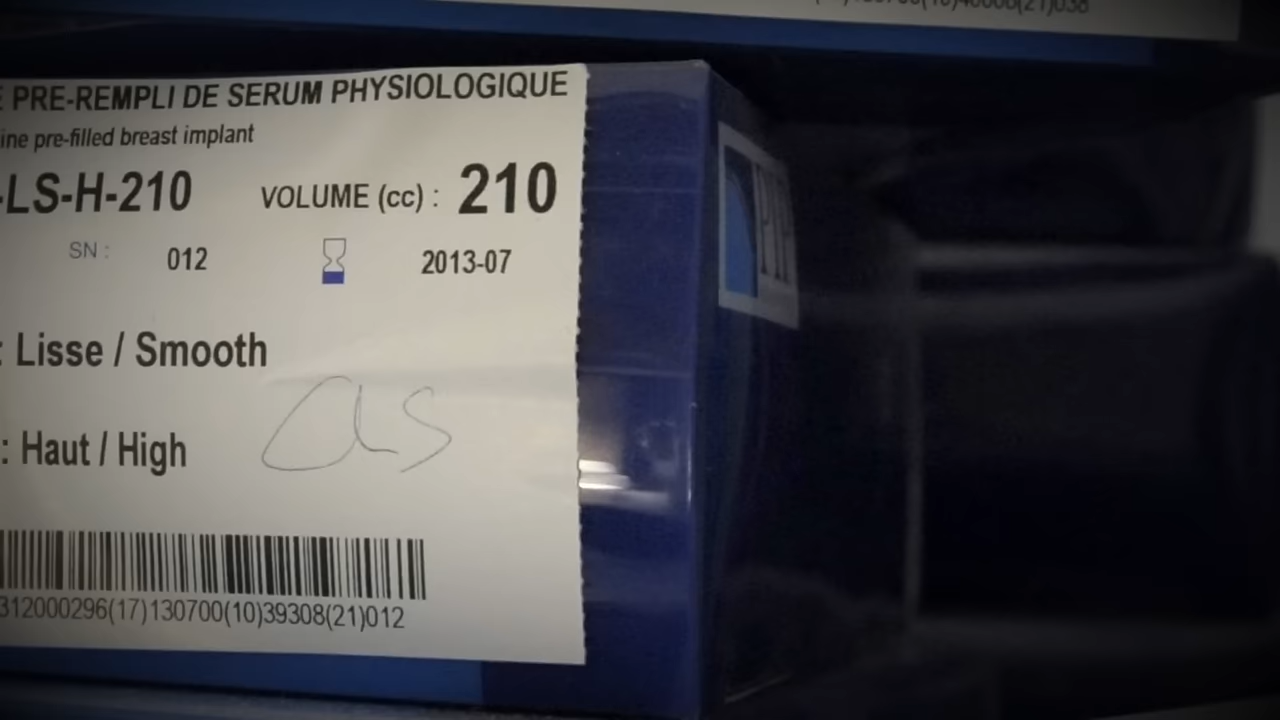 PRE-REMPLI DE SERUM PHYSIOLOGIQUE
ine pre-filled breast implant
-LS-H-210 VOLUME (cc) : 210
SN : 012 2013-07
: Lisse / Smooth
: Haut / High
312000296(17)130700(10)39308(21)012
PIP